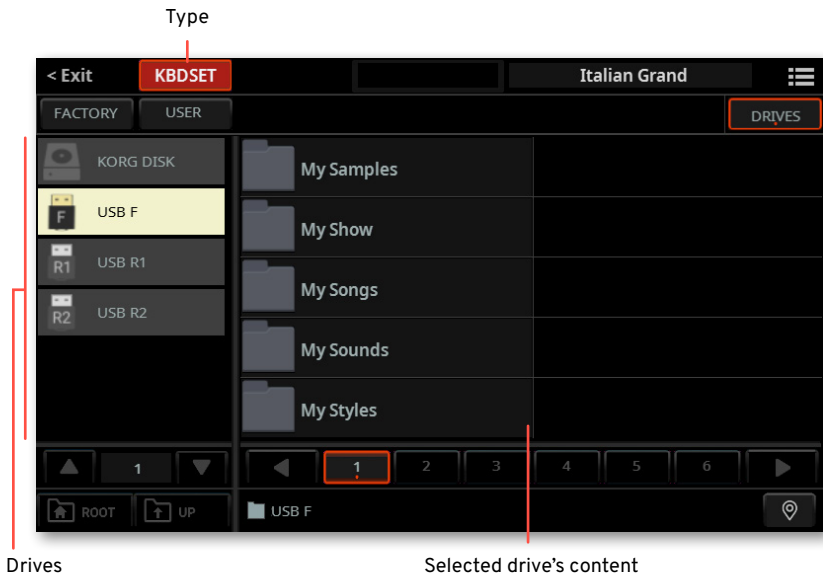 Type
< Exit
KBDSET
Italian Grand
FACTORY
USER
DRIVES
KORG DISK
F
USB F
R1
USB R1
R2
USB R2
My Samples
My Show
My Songs
My Sounds
My Styles
1
1
2
3
4
5
6
ROOT
UP
USB F
Drives
Selected drive's content